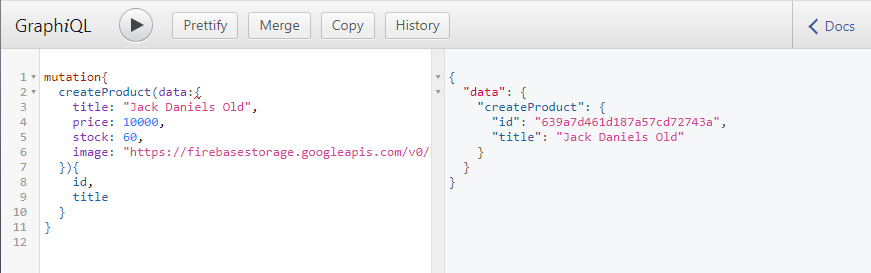 GraphiQL
Prettify
Merge
Copy
History
Docs
1 mutation{
2 createProduct(data:{
3 title: "Jack Daniels Old",
4 price: 10000,
5 stock: 60,
6 image: "https://firebasestorage.googleapis.com/v0/
7 }){
8 id,
9 title
10 }
11 }
12
{
"data": {
"createProduct": {
"id": "639a7d461d187a57cd72743a",
"title": "Jack Daniels Old"
}
}
}